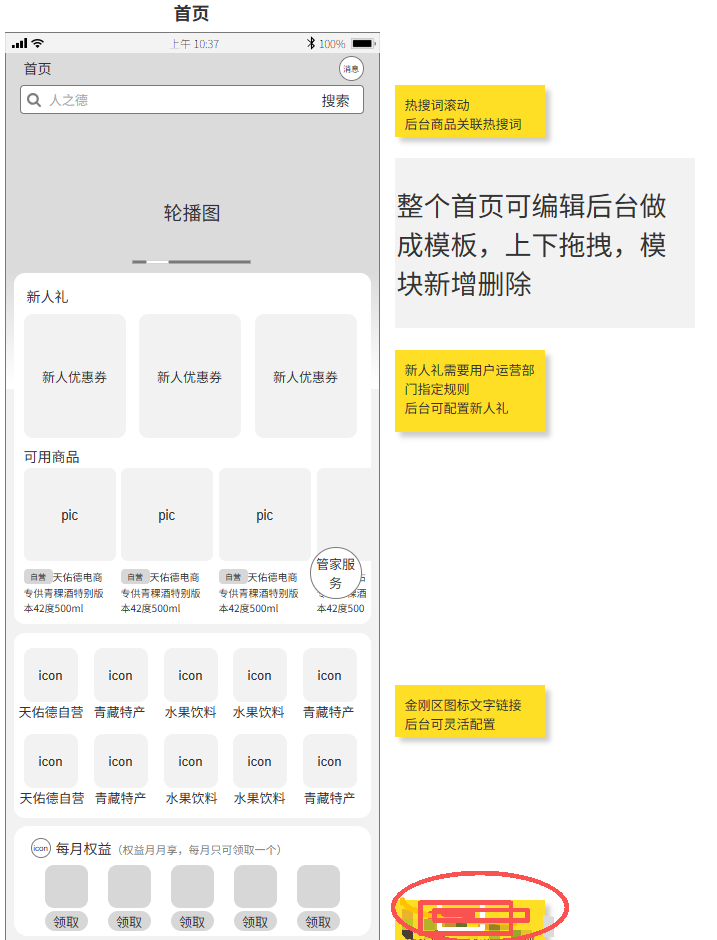 首页
上午 10:37
100%
首页
消息
人之德
搜索
轮播图
新人礼
新人优惠券
新人优惠券
新人优惠券
可用商品
pic
pic
pic
自营 天佑德电商
专供青稞酒特别版
本42度500ml
自营 天佑德电商
专供青稞酒特别版
本42度500ml
自营 天佑德电商
专供青稞酒特别版
本42度500ml
本42度500
管家服
务
icon
icon
icon
icon
icon
天佑德自营
青藏特产
水果饮料
水果饮料
青藏特产
icon
icon
icon
icon
icon
天佑德自营
青藏特产
水果饮料
水果饮料
青藏特产
icon
每月权益（权益月月享，每月只可领取一个）
领取
领取
领取
领取
领取
热搜词滚动
后台商品关联热搜词
整个首页可编辑后台做
成模板，上下拖拽，模
块新增删除
新人礼需要用户运营部
门指定规则
后台可配置新人礼
金刚区图标文字链接
后台可灵活配置